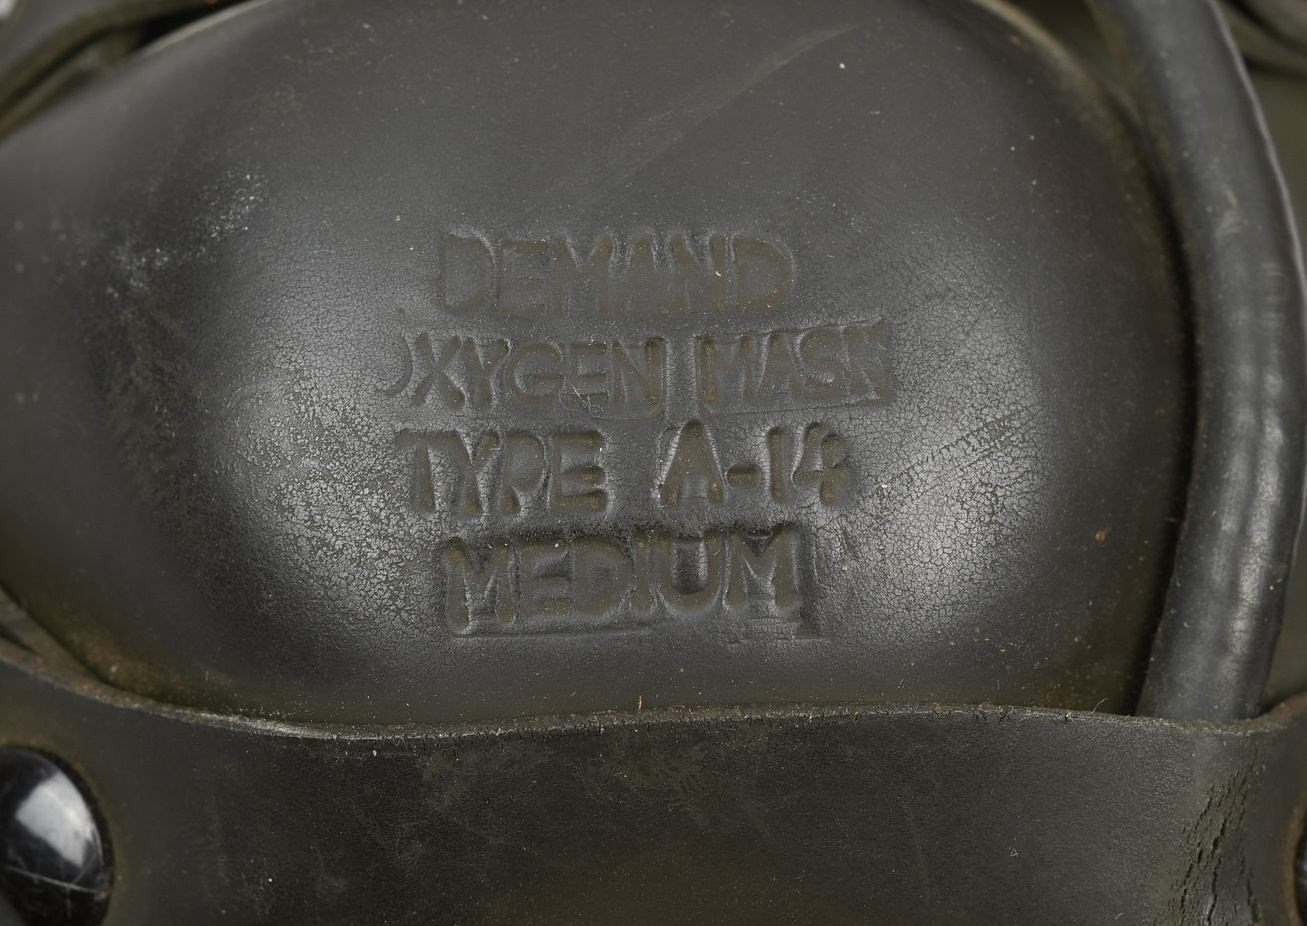 DEMAND
OXYGEN MASK
TYPE A-14
MEDIUM